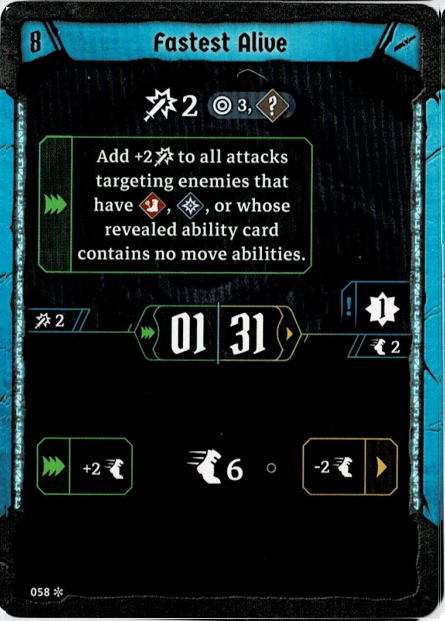 8 Fastest Alive
2 3, ?
Add +2 to all attacks
targeting enemies that
have , , or whose
revealed ability card
contains no move abilities.
2 01 31 ! 1
2
+2 6 -2
058